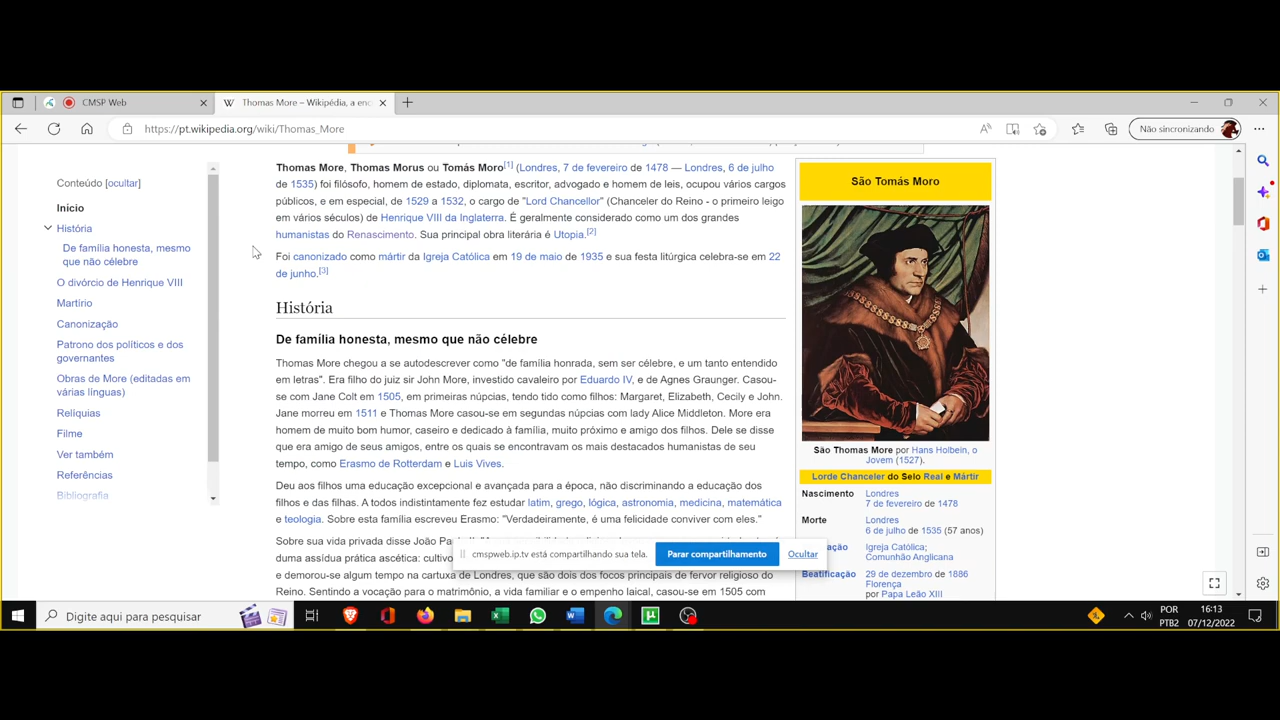 CMSP Web
Thomas More – Wikipédia, a enc
https://pt.wikipedia.org/wiki/Thomas_More
Não sincronizando
Conteúdo [ocultar]
Início
História
De família honesta, mesmo
que não célebre
O divórcio de Henrique VIII
Martírio
Canonização
Patrono dos políticos e dos
governantes
Obras de More (editadas em
várias línguas)
Relíquias
Filme
Ver também
Referências
Bibliografia
Thomas More, Thomas Morus ou Tomás Moro[1] (Londres, 7 de fevereiro de 1478 — Londres, 6 de julho
de 1535) foi filósofo, homem de estado, diplomata, escritor, advogado e homem de leis, ocupou vários cargos
públicos, e em especial, de 1529 a 1532, o cargo de "Lord Chancellor" (Chanceler do Reino - o primeiro leigo
em vários séculos) de Henrique VIII da Inglaterra. É geralmente considerado como um dos grandes
humanistas do Renascimento. Sua principal obra literária é Utopia.[2]
Foi canonizado como mártir da Igreja Católica em 19 de maio de 1935 e sua festa litúrgica celebra-se em 22
de junho.[3]
História
De família honesta, mesmo que não célebre
Thomas More chegou a se autodescrever como "de família honrada, sem ser célebre, e um tanto entendido
em letras". Era filho do juiz sir John More, investido cavaleiro por Eduardo IV, e de Agnes Graunger. Casou-
se com Jane Colt em 1505, em primeiras núpcias, tendo tido como filhos: Margaret, Elizabeth, Cecily e John.
Jane morreu em 1511 e Thomas More casou-se em segundas núpcias com lady Alice Middleton. More era
homem de muito bom humor, caseiro e dedicado à família, muito próximo e amigo dos filhos. Dele se disse
que era amigo de seus amigos, entre os quais se encontravam os mais destacados humanistas de seu
tempo, como Erasmo de Rotterdam e Luis Vives.
Deu aos filhos uma educação excepcional e avançada para a época, não discriminando a educação dos
filhos e das filhas. A todos indistintamente fez estudar latim, grego, lógica, astronomia, medicina, matemática
e teologia. Sobre esta família escreveu Erasmo: "Verdadeiramente, é uma felicidade conviver com eles."
Sobre sua vida privada disse João Pa
duma assídua prática ascética: cultivo
e demorou-se algum tempo na cartuxa de Londres, que são dois dos focos principais de fervor religioso do
Reino. Sentindo a vocação para o matrimônio, a vida familiar e o empenho laical, casou-se em 1505 com
São Tomás Moro
São Thomas More por Hans Holbein, o
Jovem (1527).
Lorde Chanceler do Selo Real e Mártir
Nascimento Londres
7 de fevereiro de 1478
Morte Londres
6 de julho de 1535 (57 anos)
ação Igreja Católica;
Comunhão Anglicana
Beatificação 29 de dezembro de 1886
Florença
por Papa Leão XIII
cmspweb.ip.tv está compartilhando sua tela.
Parar compartilhamento
Ocultar
Digite aqui para pesquisar
POR
PTB2
16:13
07/12/2022